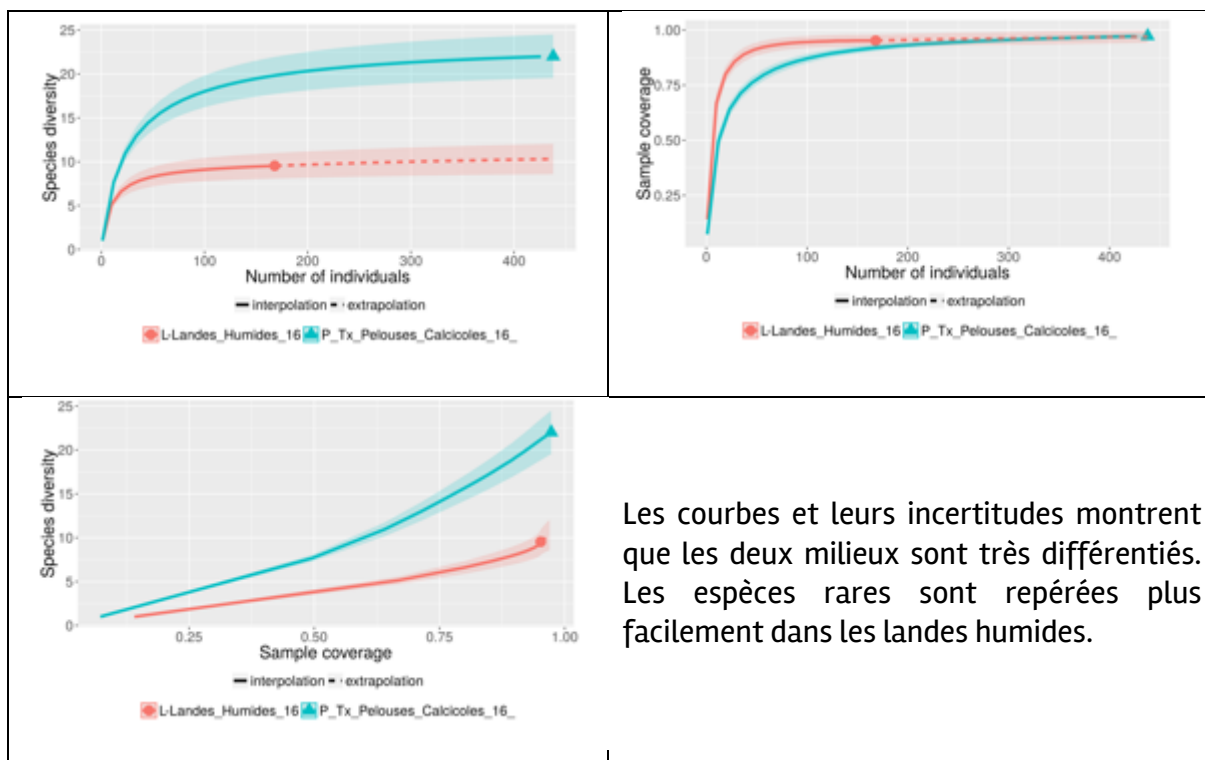 25
20
15
10
5
0
Species diversity
0 100 200 300 400
Number of individuals
interpolation extrapolation
L-Landes_Humides_16 P_Tx_Pelouses_Calcicoles_16_
1.00
0.75
0.50
0.25
Sample coverage
0 100 200 300 400
Number of individuals
interpolation extrapolation
L-Landes_Humides_16 P_Tx_Pelouses_Calcicoles_16_
25
20
15
10
5
0
Species diversity
0.25 0.50 0.75 1.00
Sample coverage
interpolation extrapolation
L-Landes_Humides_16 P_Tx_Pelouses_Calcicoles_16_
Les courbes et leurs incertitudes montrent
que les deux milieux sont très différentiés.
Les espèces rares sont repérées plus
facilement dans les landes humides.